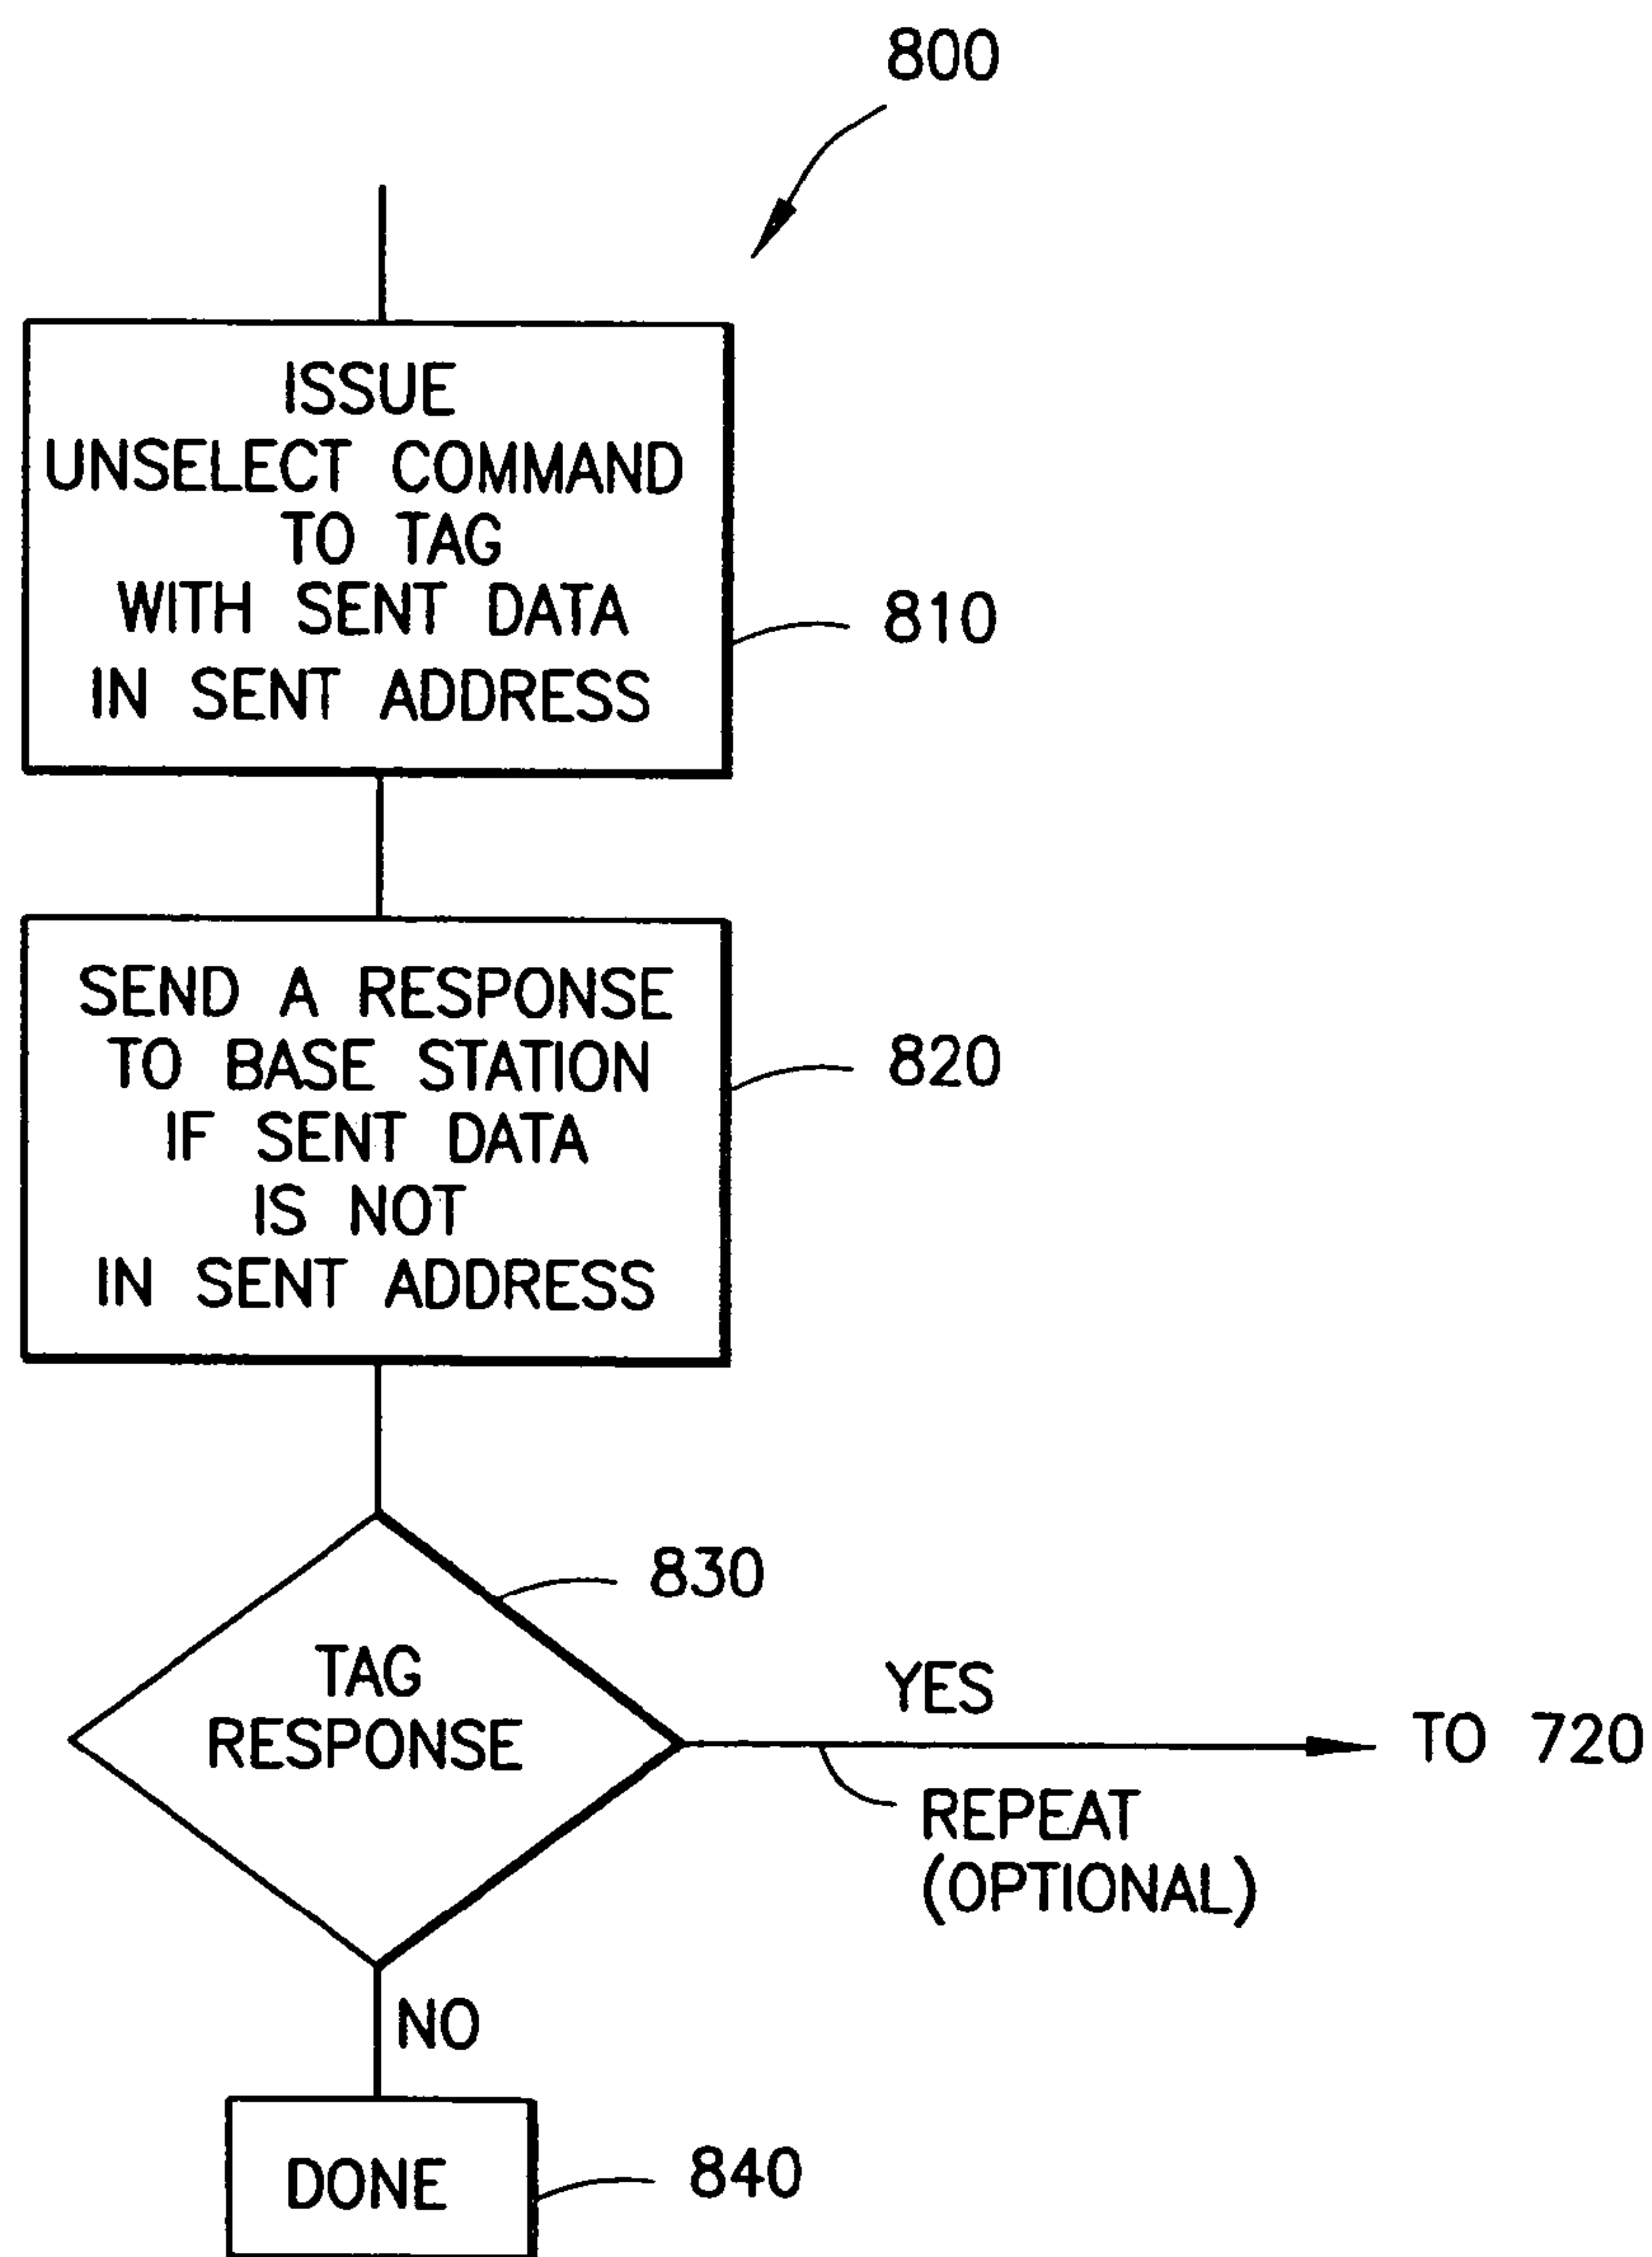 800
ISSUE
UNSELECT COMMAND
TO TAG
WITH SENT DATA
IN SENT ADDRESS
810
SEND A RESPONSE
TO BASE STATION
IF SENT DATA
IS NOT
IN SENT ADDRESS
820
830
TAG
RESPONSE
YES
TO 720
REPEAT
(OPTIONAL)
NO
DONE
840